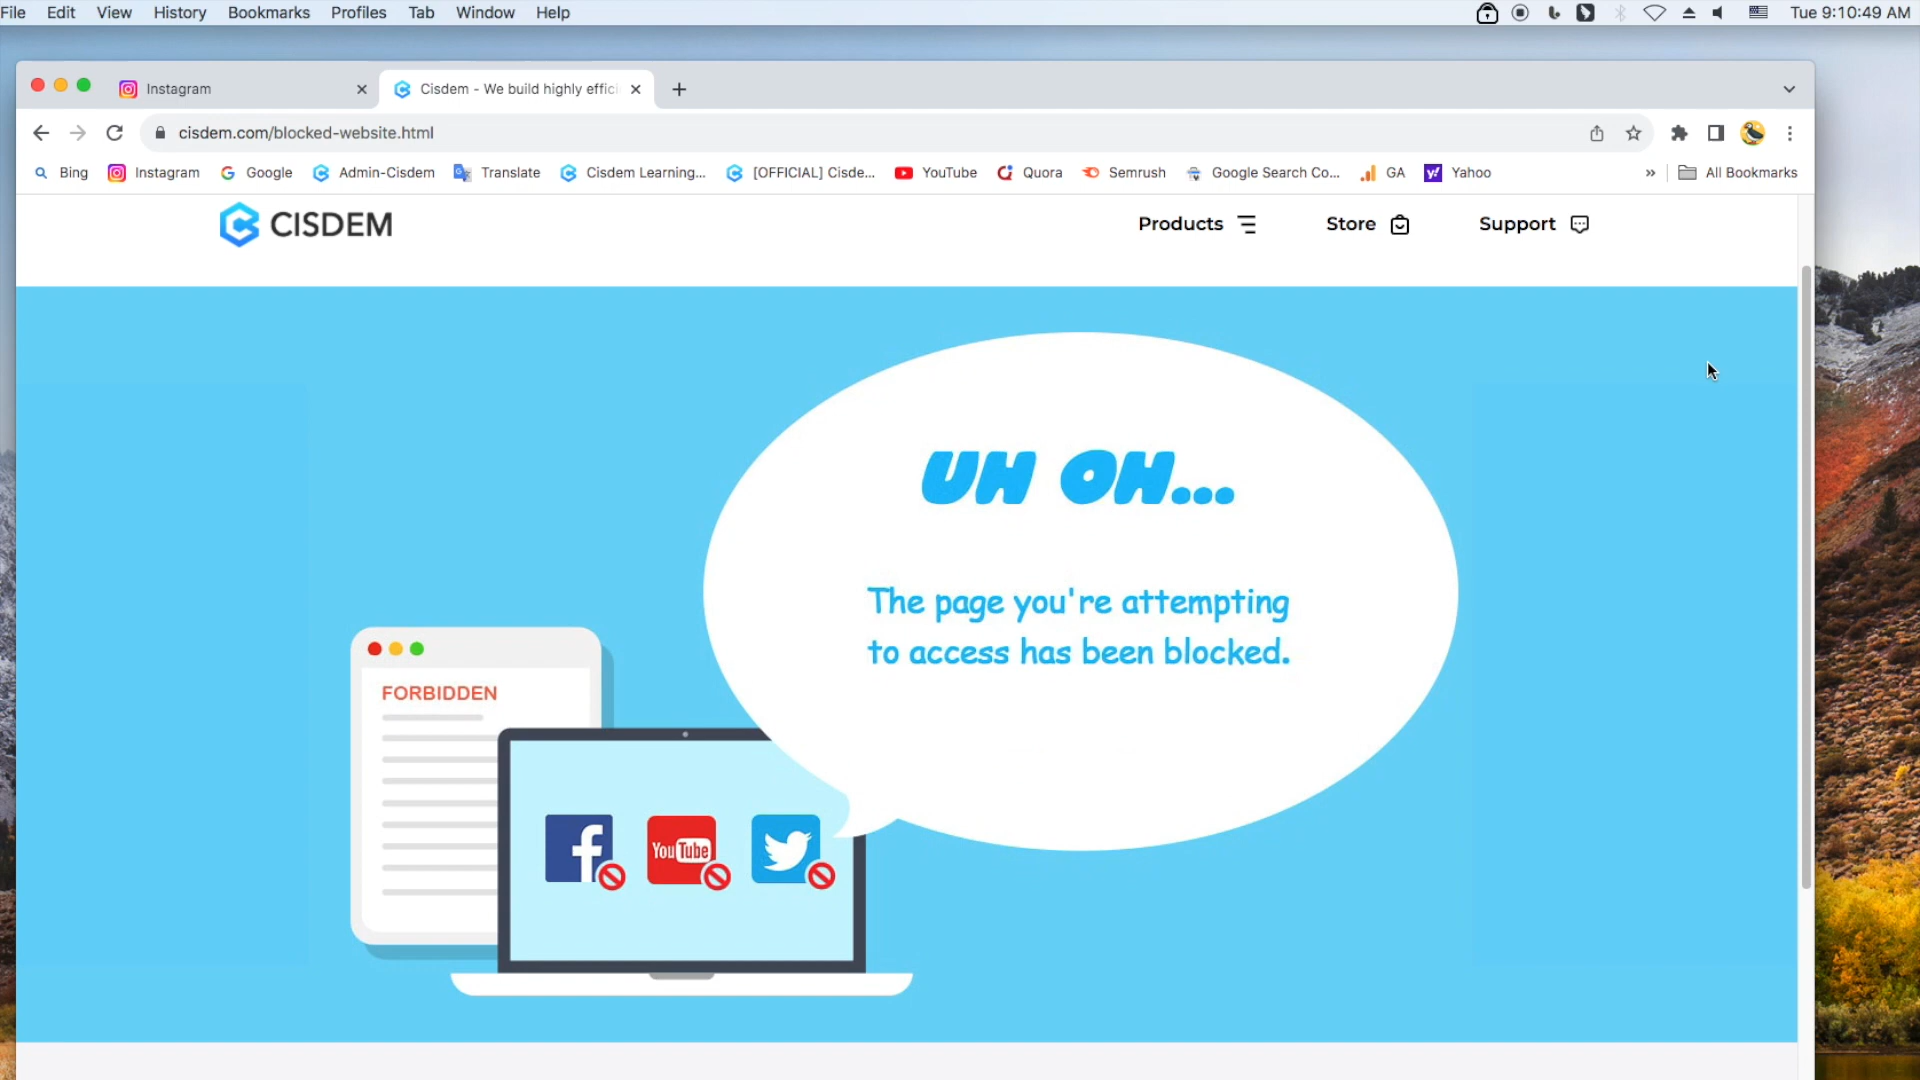 File Edit View History Bookmarks Profiles Tab Window Help Tue 9:10:49 AM
Instagram Cisdem - We build highly effici
cisdem.com/blocked-website.html
Bing Instagram Google Admin-Cisdem Translate Cisdem Learning... [OFFICIAL] Cisde... YouTube Quora Semrush Google Search Co... GA Yahoo » All Bookmarks
CISDEM Products Store Support
UH OH...
The page you're attempting
to access has been blocked.
FORBIDDEN
YouTube